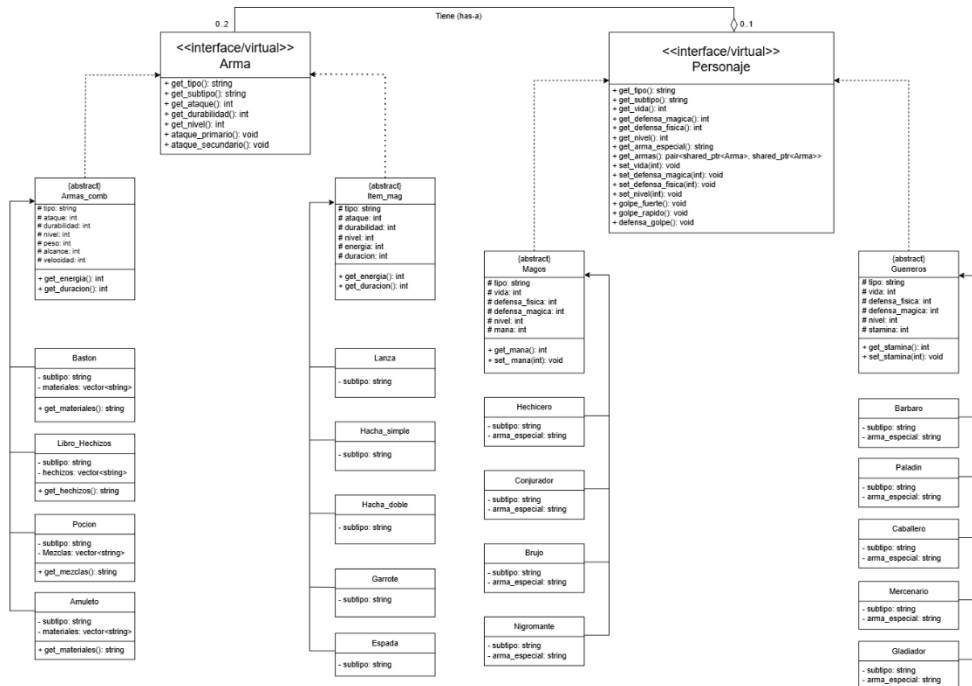 Tiene (has-a)
0..2
0..1
<<interface/virtual>>
Arma
+ get_tipo(): string
+ get_subtipo(): string
+ get_ataque(): int
+ get_durabilidad(): int
+ get_nivel(): int
+ ataque_primario(): void
+ ataque_secundario(): void
<<interface/virtual>>
Personaje
+ get_tipo(): string
+ get_subtipo(): string
+ get_vida(): int
+ get_defensa_magica(): int
+ get_defensa_fisica(): int
+ get_nivel(): int
+ get_arma_especial(): string
+ get_armas(): pair<shared_ptr<Arma>, shared_ptr<Arma>>
+ set_vida(int): void
+ set_defensa_magica(int): void
+ set_defensa_fisica(int): void
+ set_nivel(int): void
+ golpe_fuerte(): void
+ golpe_rapido(): void
+ defensa_golpe(): void
{abstract}
Armas_comb
# tipo: string
# ataque: int
# durabilidad: int
# nivel: int
# peso: int
# alcance: int
# velocidad: int
+ get_energia(): int
+ get_duracion(): int
{abstract}
Item_mag
# tipo: string
# ataque: int
# durabilidad: int
# nivel: int
# energia: int
# duracion: int
+ get_energia(): int
+ get_duracion(): int
{abstract}
Magos
# tipo: string
# vida: int
# defensa_fisica: int
# defensa_magica: int
# nivel: int
# mana: int
+ get_mana(): int
+ set_ mana(int): void
{abstract}
Guerreros
# tipo: string
# vida: int
# defensa_fisica: int
# defensa_magica: int
# nivel: int
# stamina: int
+ get_stamina(): int
+ set_stamina(int): void
Baston
- subtipo: string
- materiales: vector<string>
+ get_materiales(): string
Libro_Hechizos
- subtipo: string
- hechizos: vector<string>
+ get_hechizos(): string
Pocion
- subtipo: string
- Mezclas: vector<string>
+ get_mezclas(): string
Amuleto
- subtipo: string
- materiales: vector<string>
+ get_materiales(): string
Lanza
- subtipo: string
Hacha_simple
- subtipo: string
Hacha_doble
- subtipo: string
Garrote
- subtipo: string
Espada
- subtipo: string
Hechicero
- subtipo: string
- arma_especial: string
Conjurador
- subtipo: string
- arma_especial: string
Brujo
- subtipo: string
- arma_especial: string
Nigromante
- subtipo: string
- arma_especial: string
Barbaro
- subtipo: string
- arma_especial: string
Paladin
- subtipo: string
- arma_especial: string
Caballero
- subtipo: string
- arma_especial: string
Mercenario
- subtipo: string
- arma_especial: string
Gladiador
- subtipo: string
- arma_especial: string